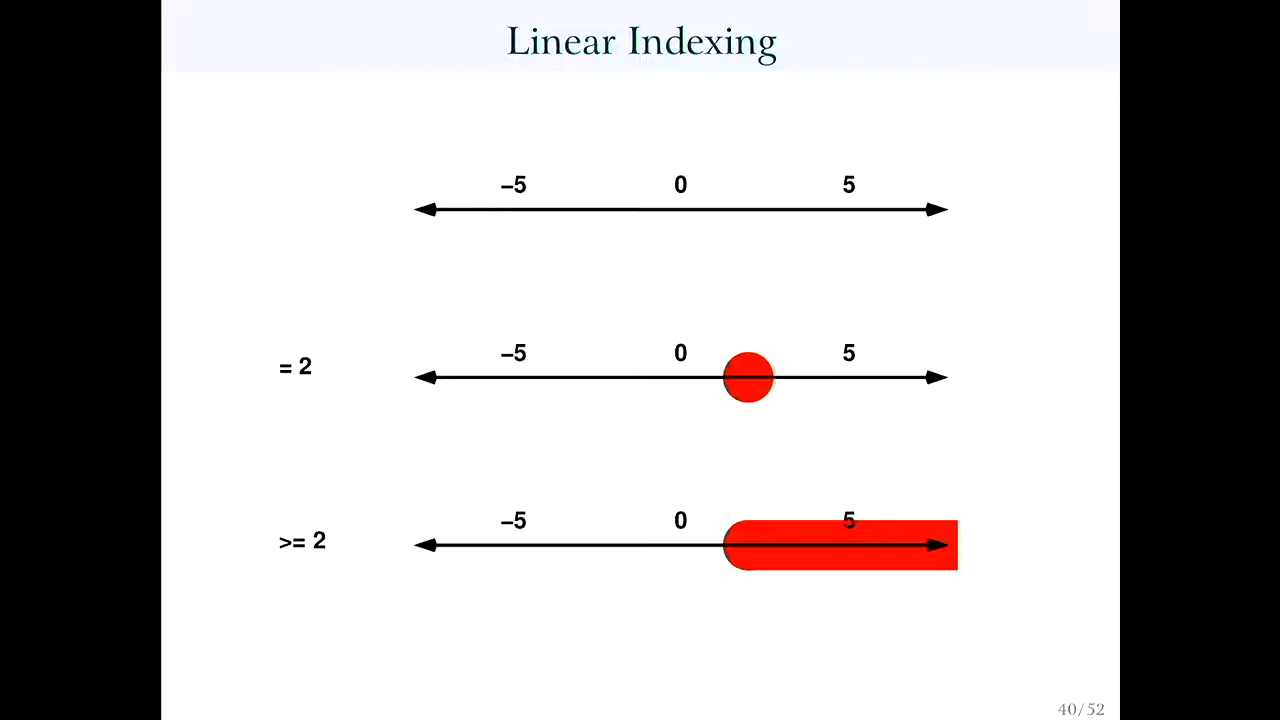 Linear Indexing
–5 0 5
= 2
–5 0 5
>= 2
–5 0 5
40/52